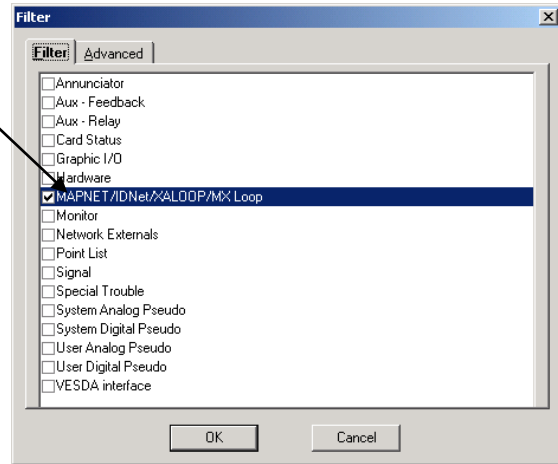 Filter
Filter Advanced
Annunciator
Aux - Feedback
Aux - Relay
Card Status
Graphic I/O
Hardware
MAPNET/IDNet/XALOOP/MX Loop
Monitor
Network Externals
Point List
Signal
Special Trouble
System Analog Pseudo
System Digital Pseudo
User Analog Pseudo
User Digital Pseudo
VESDA interface
OK Cancel